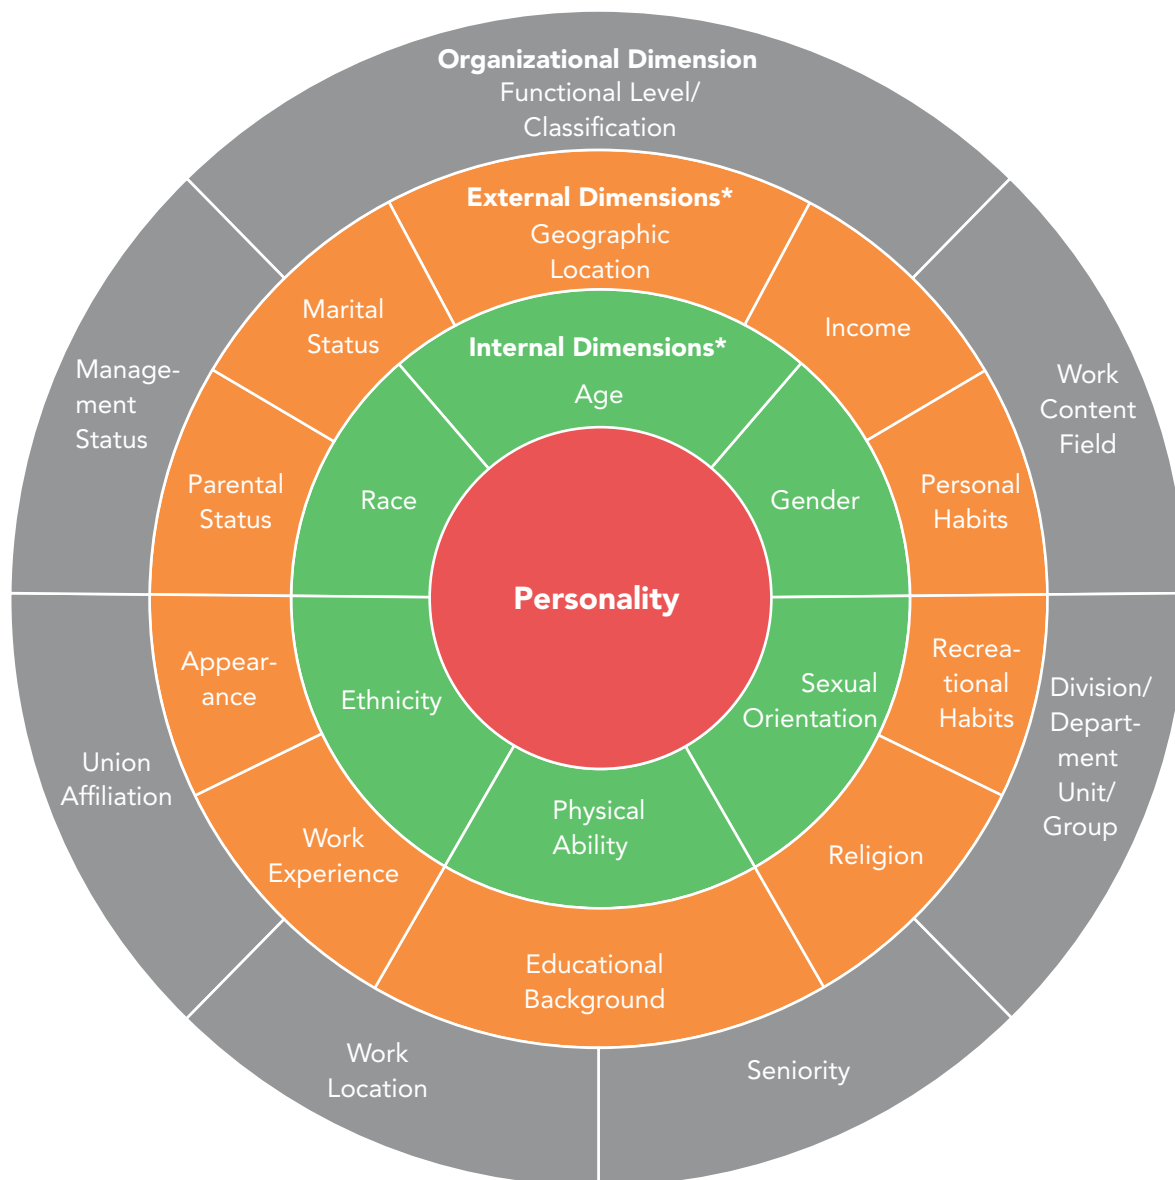 Organizational Dimension
Functional Level/
Classification
External Dimensions*
Geographic
Location
Internal Dimensions*
Age
Personality
Marital
Status
Income
Manage-
ment
Status
Work
Content
Field
Parental
Status
Race
Gender
Personal
Habits
Appear-
ance
Ethnicity
Sexual
Orientation
Recrea-
tional
Habits
Division/
Depart-
ment
Unit/
Group
Union
Affiliation
Work
Experience
Physical
Ability
Religion
Educational
Background
Work
Location
Seniority